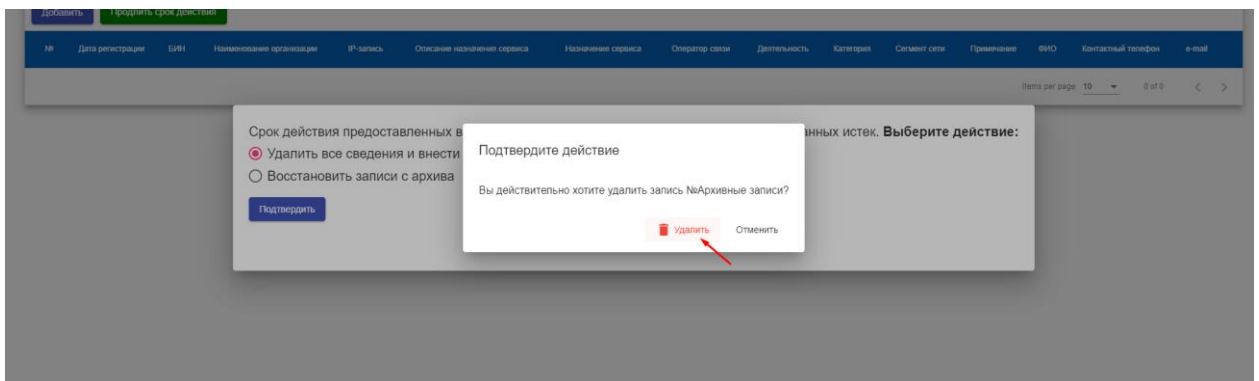 Добавить Продлить срок действия
№ Дата регистрации БИН Наименование организации IP-запись Описание назначения сервиса Назначение сервиса Оператор связи Деятельность Категория Сегмент сети Примечание ФИО Контактный телефон e-mail
Items per page 10 0 of 0
Срок действия предоставленных в нных истек. Выберите действие:
Удалить все сведения и внести
Восстановить записи с архива
Подтвердить
Подтвердите действие
Вы действительно хотите удалить запись №Архивные записи?
Удалить Отменить